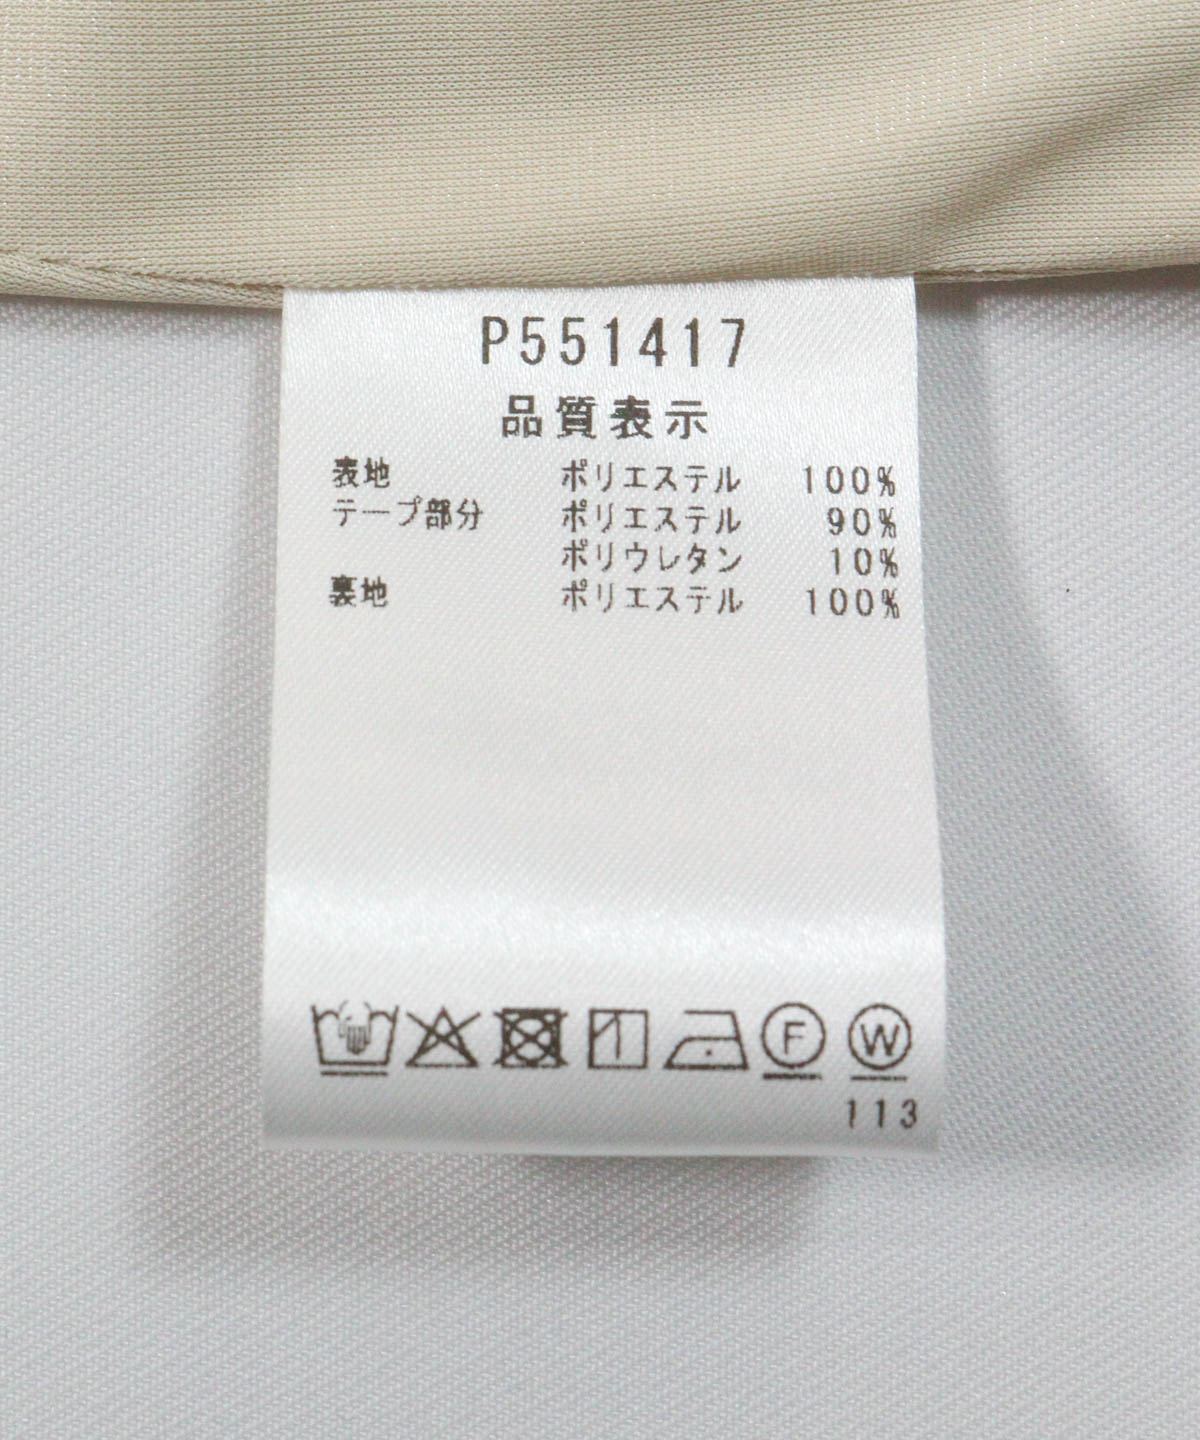 P551417
品質表示
表地 ポリエステル 100%
テープ部分 ポリエステル 90%
ポリウレタン 10%
裏地 ポリエステル 100%
F W
113